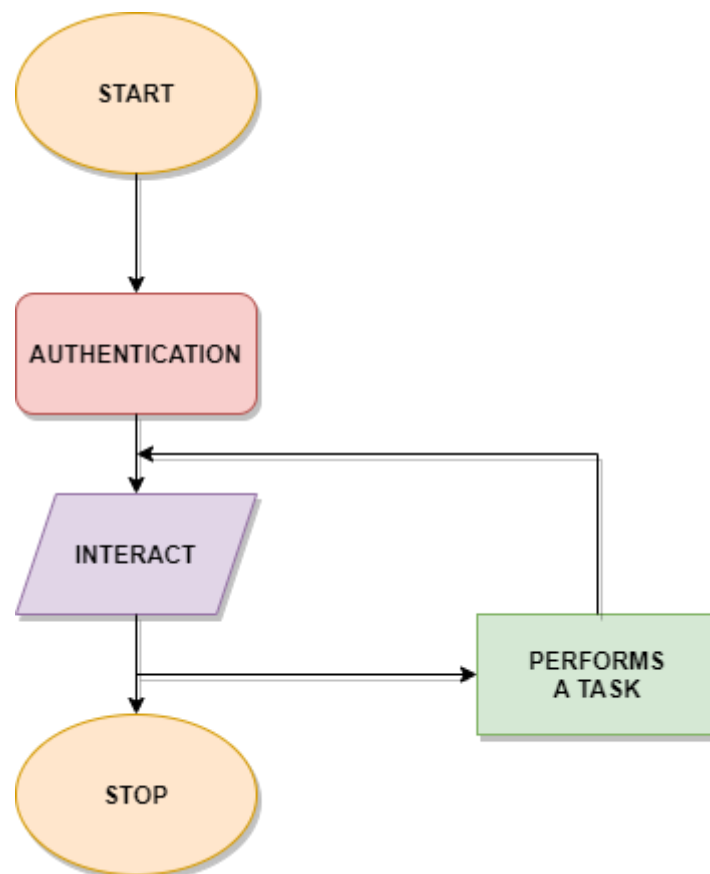 START
AUTHENTICATION
INTERACT
PERFORMS
A TASK
STOP